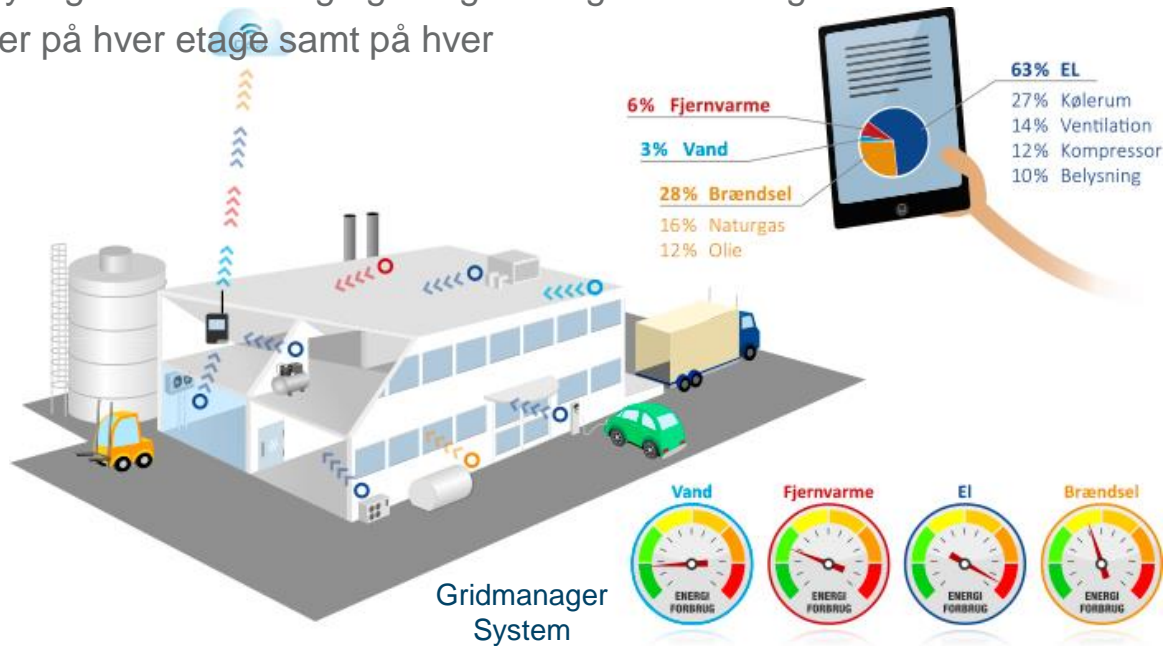 er på hver etage samt på hver
63% EL
27% Kølerum
14% Ventilation
12% Kompressor
10% Belysning
6% Fjernvarme
3% Vand
28% Brændsel
16% Naturgas
12% Olie
Gridmanager
System
Vand
ENERGI
FORBRUG
Fjernvarme
ENERGI
FORBRUG
El
ENERGI
FORBRUG
Brændsel
ENERGI
FORBRUG